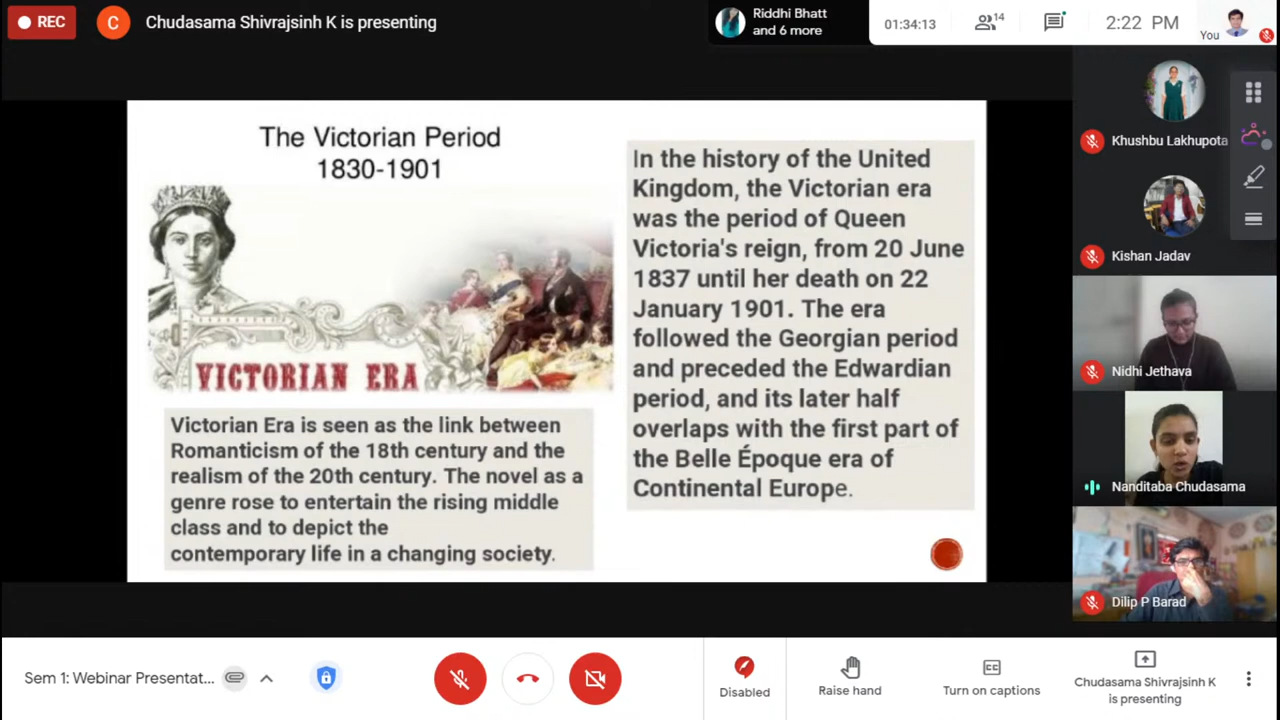 REC
C
Chudasama Shivrajsinh K is presenting
Riddhi Bhatt
and 6 more
01:34:13
14
2:22 PM
You
The Victorian Period
1830-1901
VICTORIAN ERA
Victorian Era is seen as the link between
Romanticism of the 18th century and the
realism of the 20th century. The novel as a
genre rose to entertain the rising middle
class and to depict the
contemporary life in a changing society.
In the history of the United
Kingdom, the Victorian era
was the period of Queen
Victoria's reign, from 20 June
1837 until her death on 22
January 1901. The era
followed the Georgian period
and preceded the Edwardian
period, and its later half
overlaps with the first part of
the Belle Époque era of
Continental Europe.
Khushbu Lakhupota
Kishan Jadav
Nidhi Jethava
Nanditaba Chudasama
Dilip P Barad
Sem 1: Webinar Presentat...
Disabled
Raise hand
CC
Turn on captions
Chudasama Shivrajsinh K
is presenting